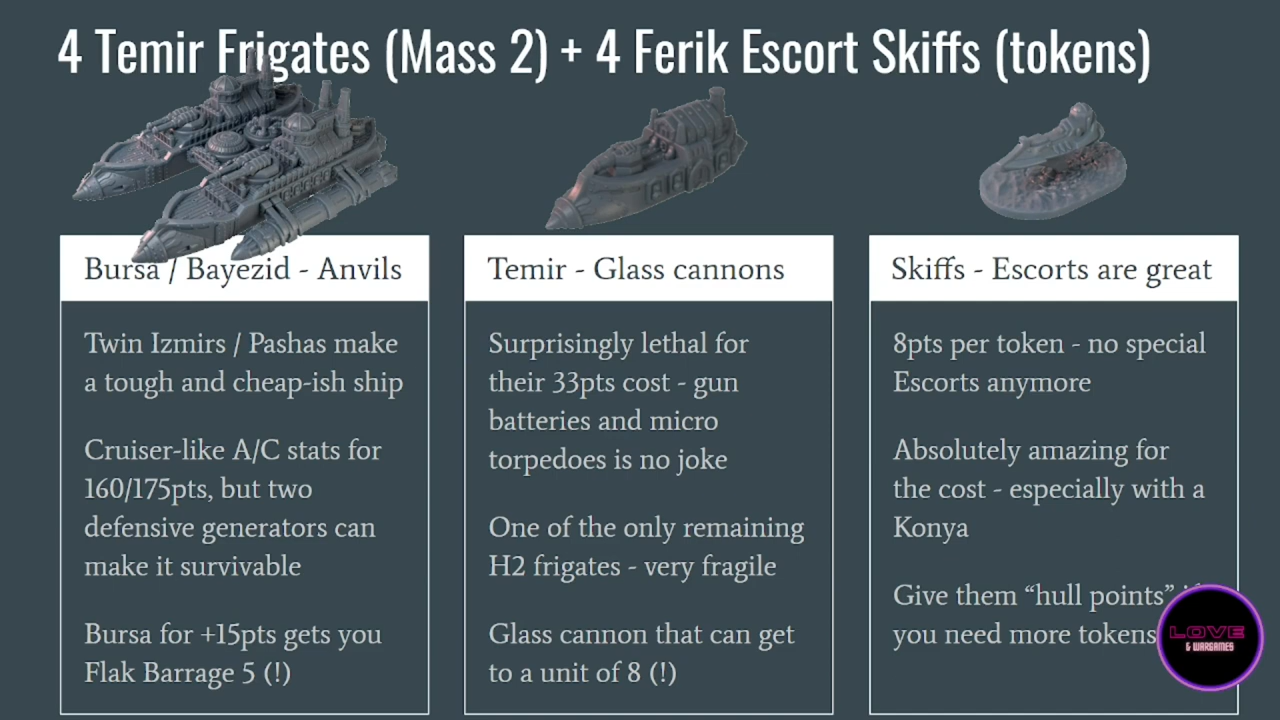 4 Temir Frigates (Mass 2) + 4 Ferik Escort Skiffs (tokens)
Bursa / Bayezid - Anvils
Twin Izmirs / Pashas make
a tough and cheap-ish ship
Cruiser-like A/C stats for
160/175pts, but two
defensive generators can
make it survivable
Bursa for +15pts gets you
Flak Barrage 5 (!)
Temir - Glass cannons
Surprisingly lethal for
their 33pts cost - gun
batteries and micro
torpedoes is no joke
One of the only remaining
H2 frigates - very fragile
Glass cannon that can get
to a unit of 8 (!)
Skiffs - Escorts are great
8pts per token - no special
Escorts anymore
Absolutely amazing for
the cost - especially with a
Konya
Give them “hull points”
you need more tokens
LOVE
& WARGAMES